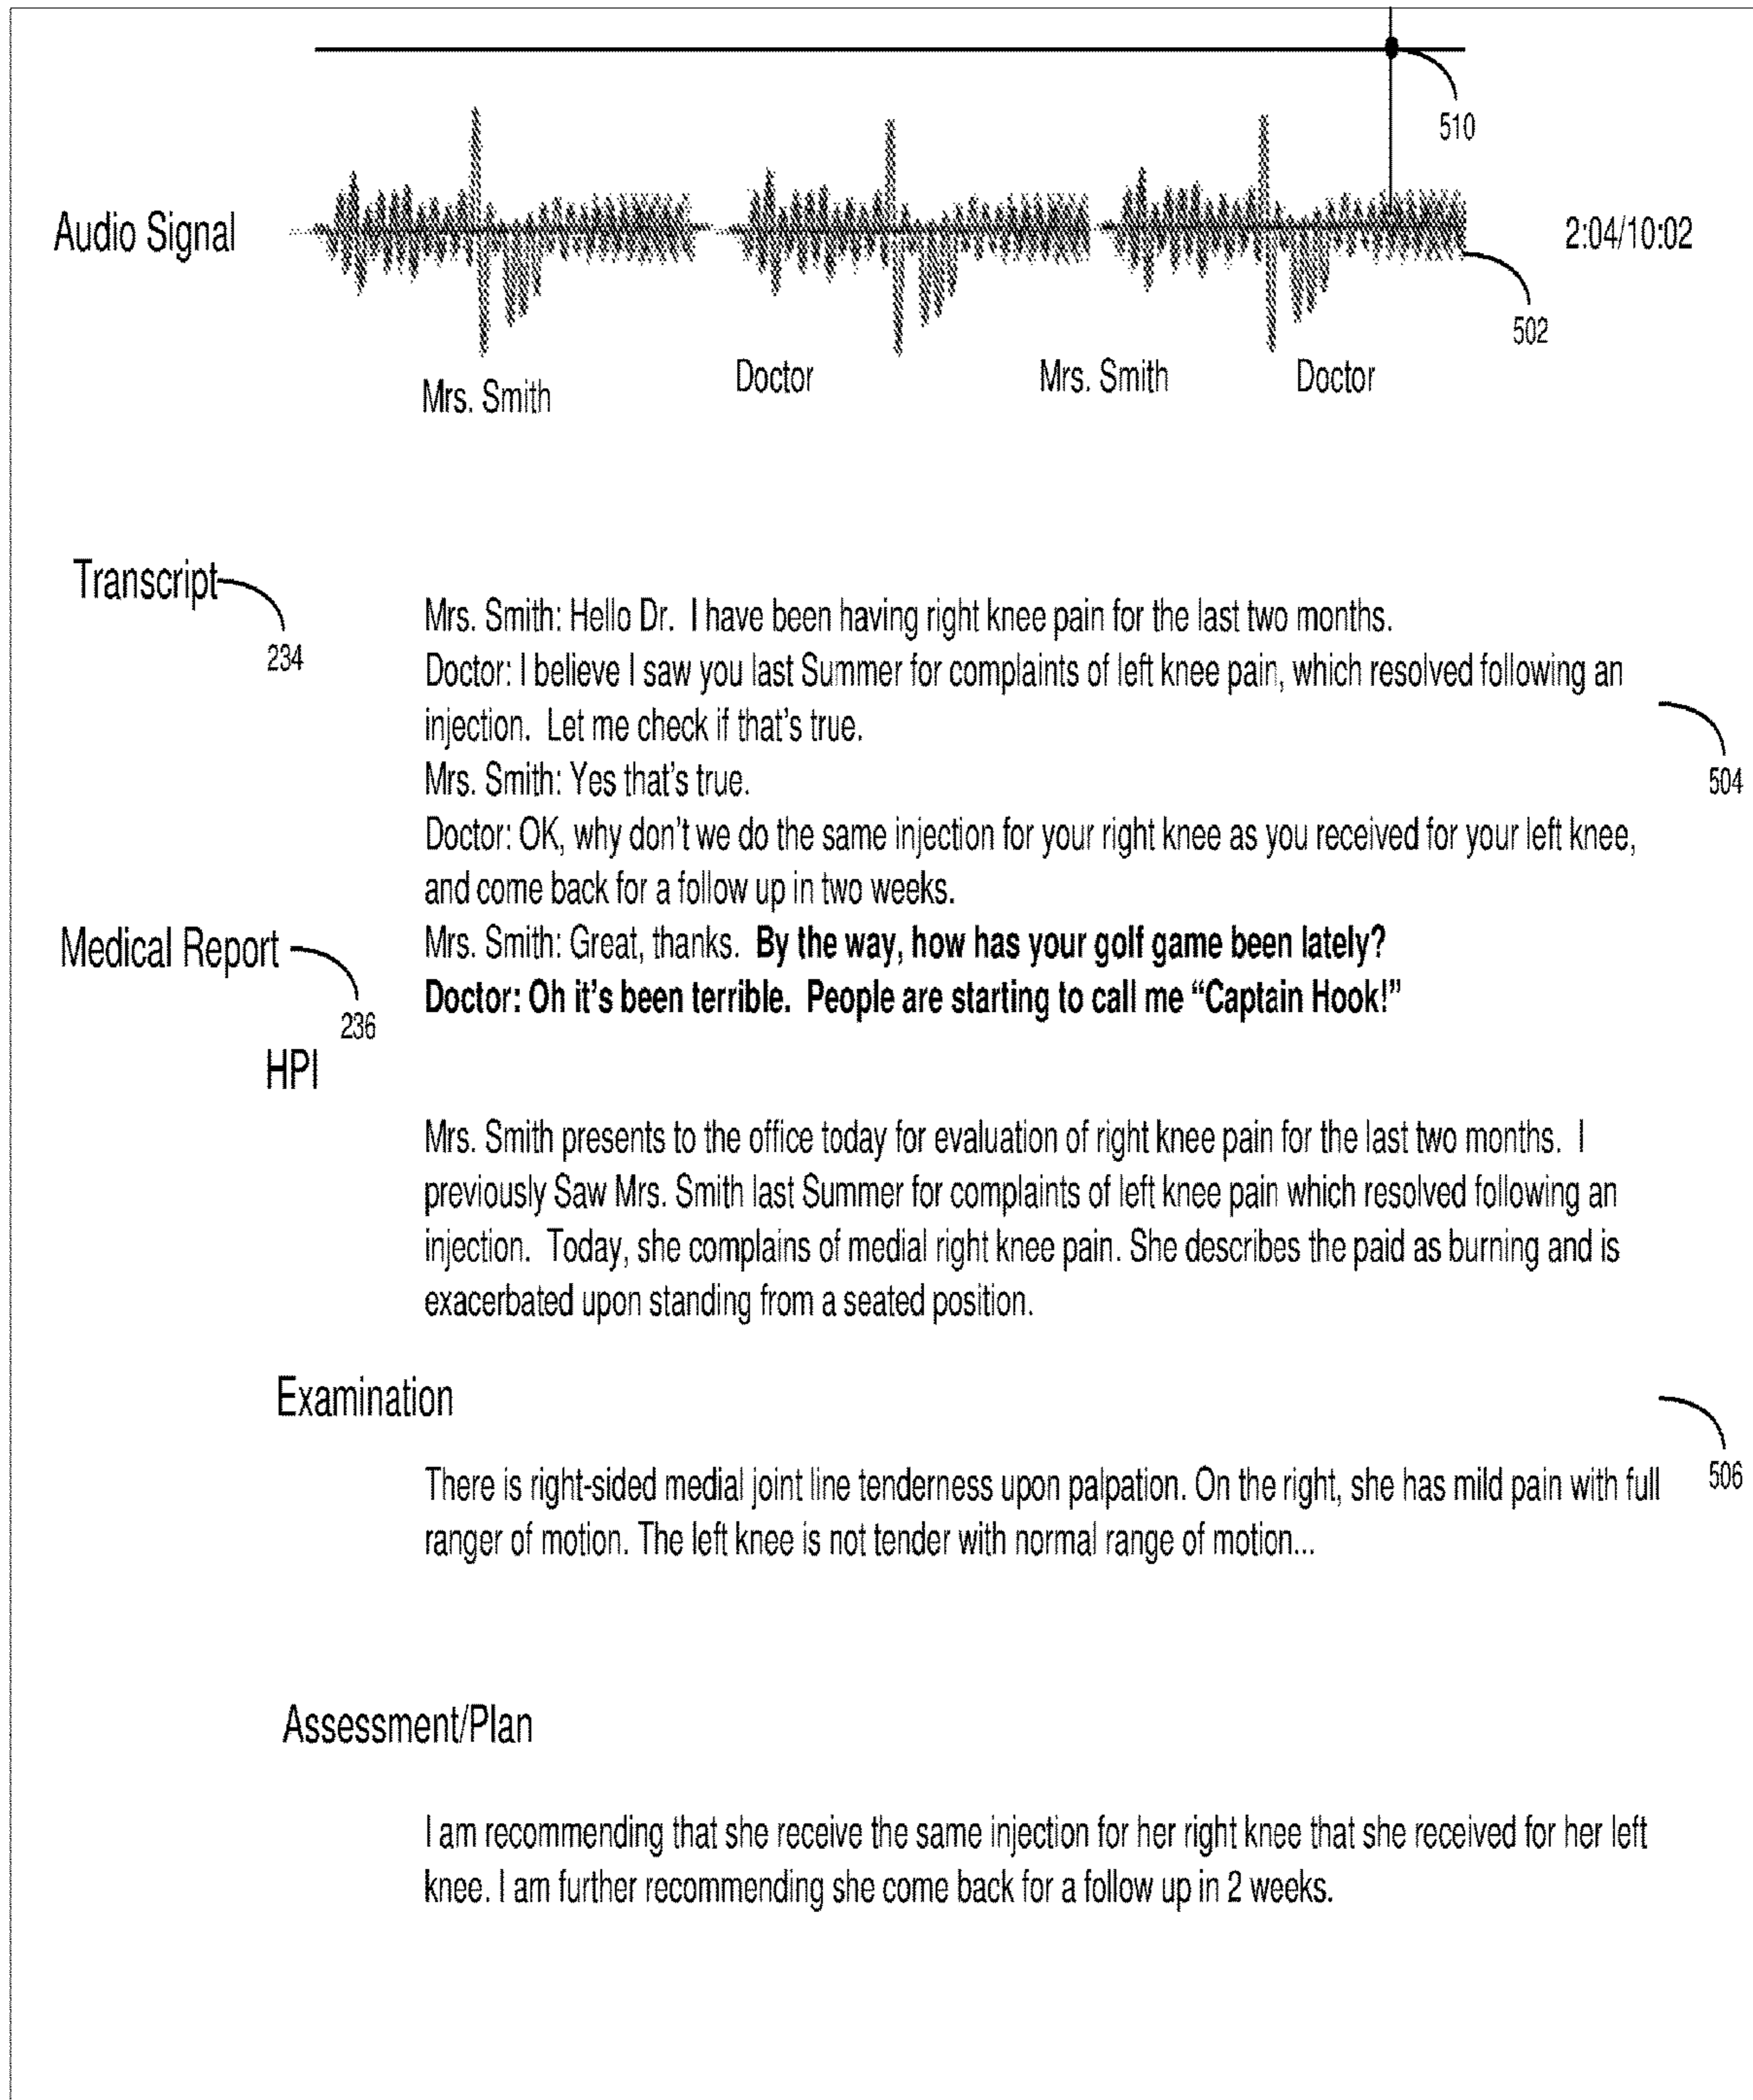 510
Audio Signal
2:04/10:02
502
Mrs. Smith
Doctor
Mrs. Smith
Doctor
Transcript
234
Mrs. Smith: Hello Dr. I have been having right knee pain for the last two months.
Doctor: I believe I saw you last Summer for complaints of left knee pain, which resolved following an
injection. Let me check if that's true.
504
Mrs. Smith: Yes that's true.
Doctor: OK, why don't we do the same injection for your right knee as you received for your left knee,
and come back for a follow up in two weeks.
Medical Report
236
Mrs. Smith: Great, thanks. By the way, how has your golf game been lately?
Doctor: Oh it's been terrible. People are starting to call me “Captain Hook!”
HPI
Mrs. Smith presents to the office today for evaluation of right knee pain for the last two months. I
previously Saw Mrs. Smith last Summer for complaints of left knee pain which resolved following an
injection. Today, she complains of medial right knee pain. She describes the paid as burning and is
exacerbated upon standing from a seated position.
Examination
506
There is right-sided medial joint line tenderness upon palpation. On the right, she has mild pain with full
ranger of motion. The left knee is not tender with normal range of motion...
Assessment/Plan
I am recommending that she receive the same injection for her right knee that she received for her left
knee. I am further recommending she come back for a follow up in 2 weeks.